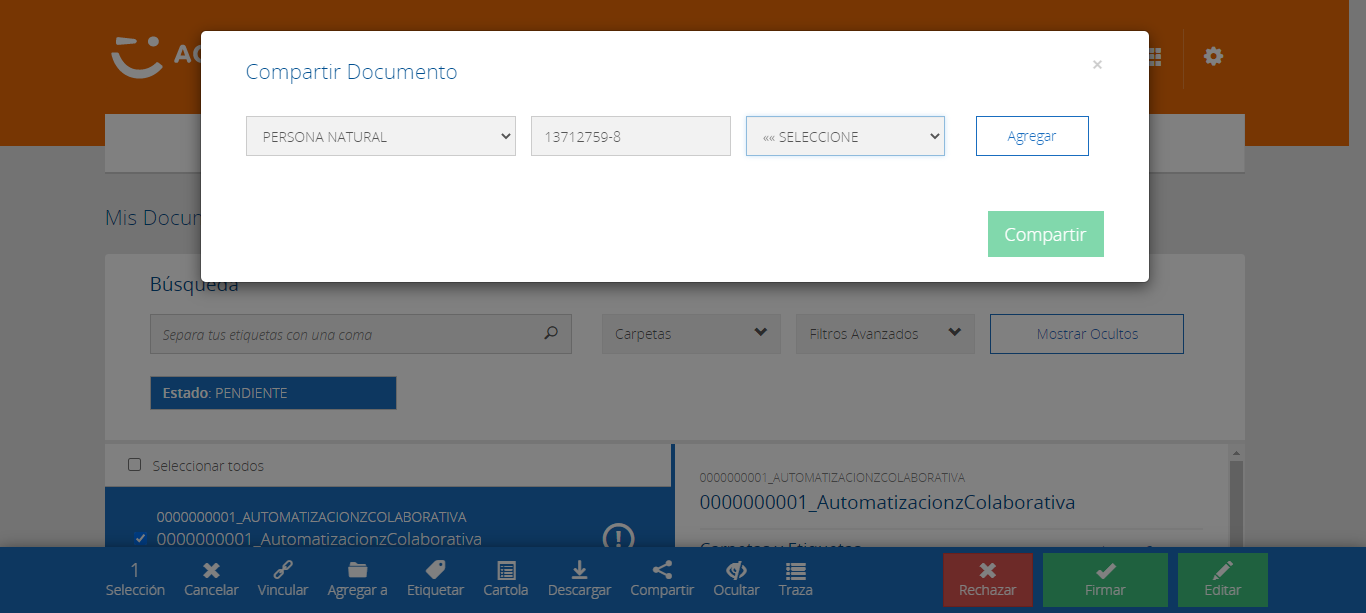 Compartir Documento
×
PERSONA NATURAL
13712759-8
«« SELECCIONE
Agregar
Compartir
Búsqueda
Separa tus etiquetas con una coma
Carpetas
Filtros Avanzados
Mostrar Ocultos
Estado: PENDIENTE
Seleccionar todos
0000000001_AUTOMATIZACIONZCOLABORATIVA
0000000001_AutomatizacionzColaborativa
0000000001_AUTOMATIZACIONZCOLABORATIVA
0000000001_AutomatizacionzColaborativa
1
Selección
Cancelar
Vincular
Agregar a
Etiquetar
Cartola
Descargar
Compartir
Ocultar
Traza
Rechazar
Firmar
Editar